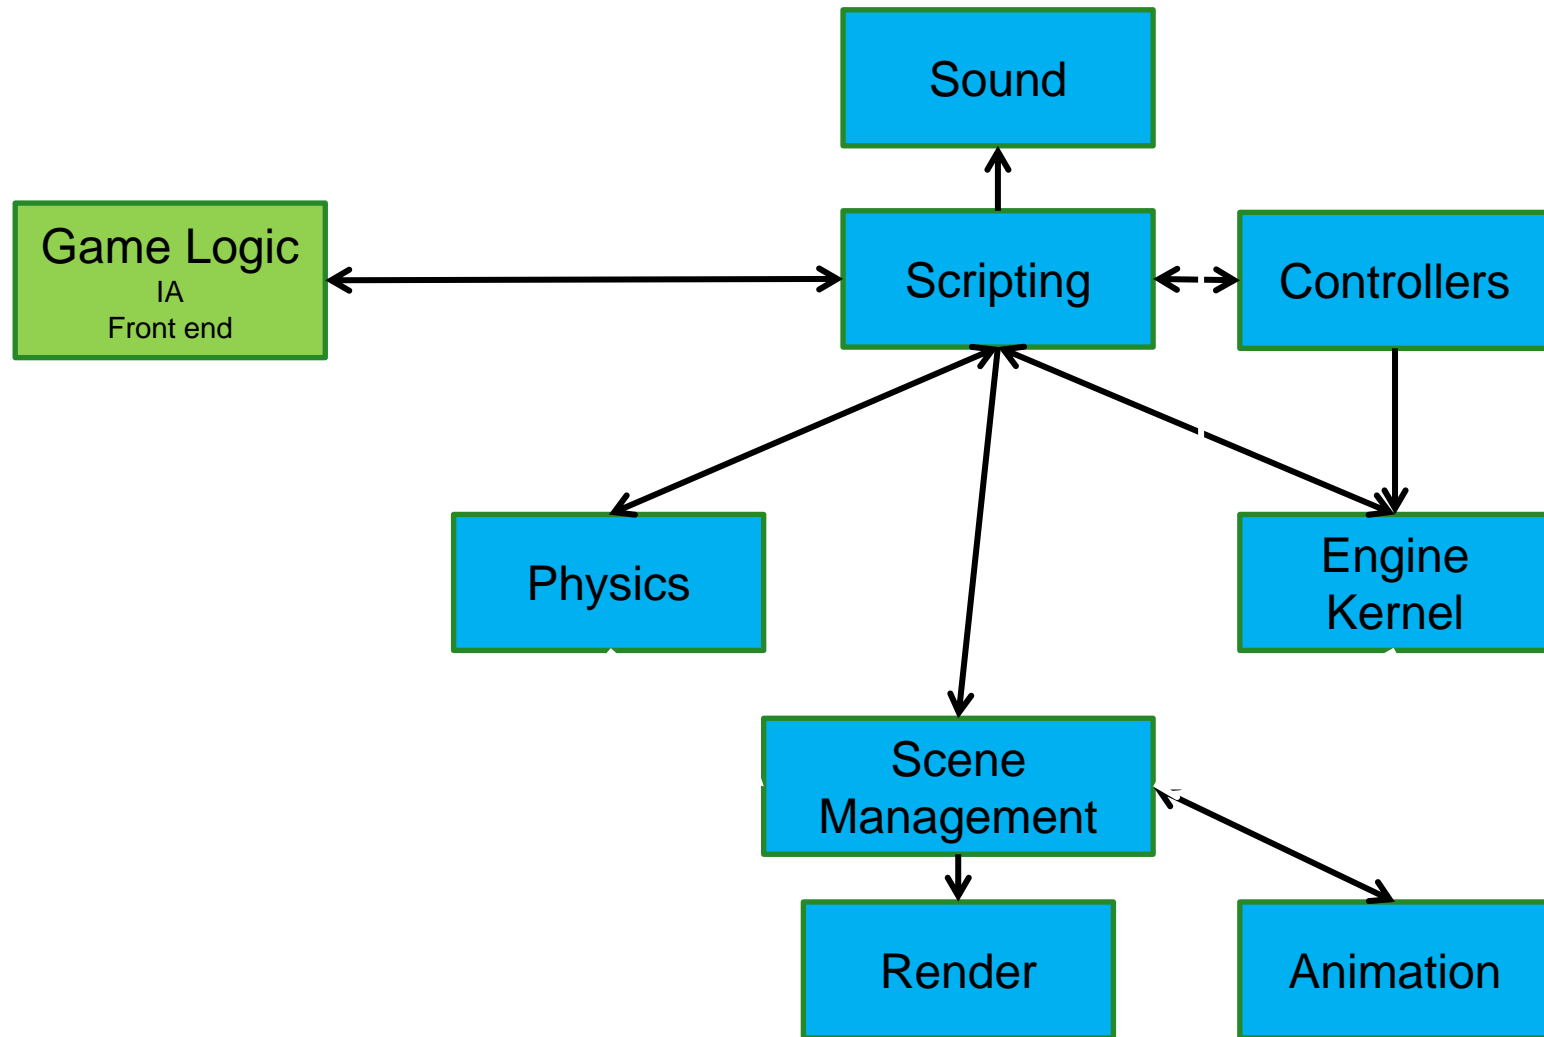 Sound
Game Logic
IA
Front end
Scripting
Controllers
Physics
Engine
Kernel
Scene
Management
Render
Animation